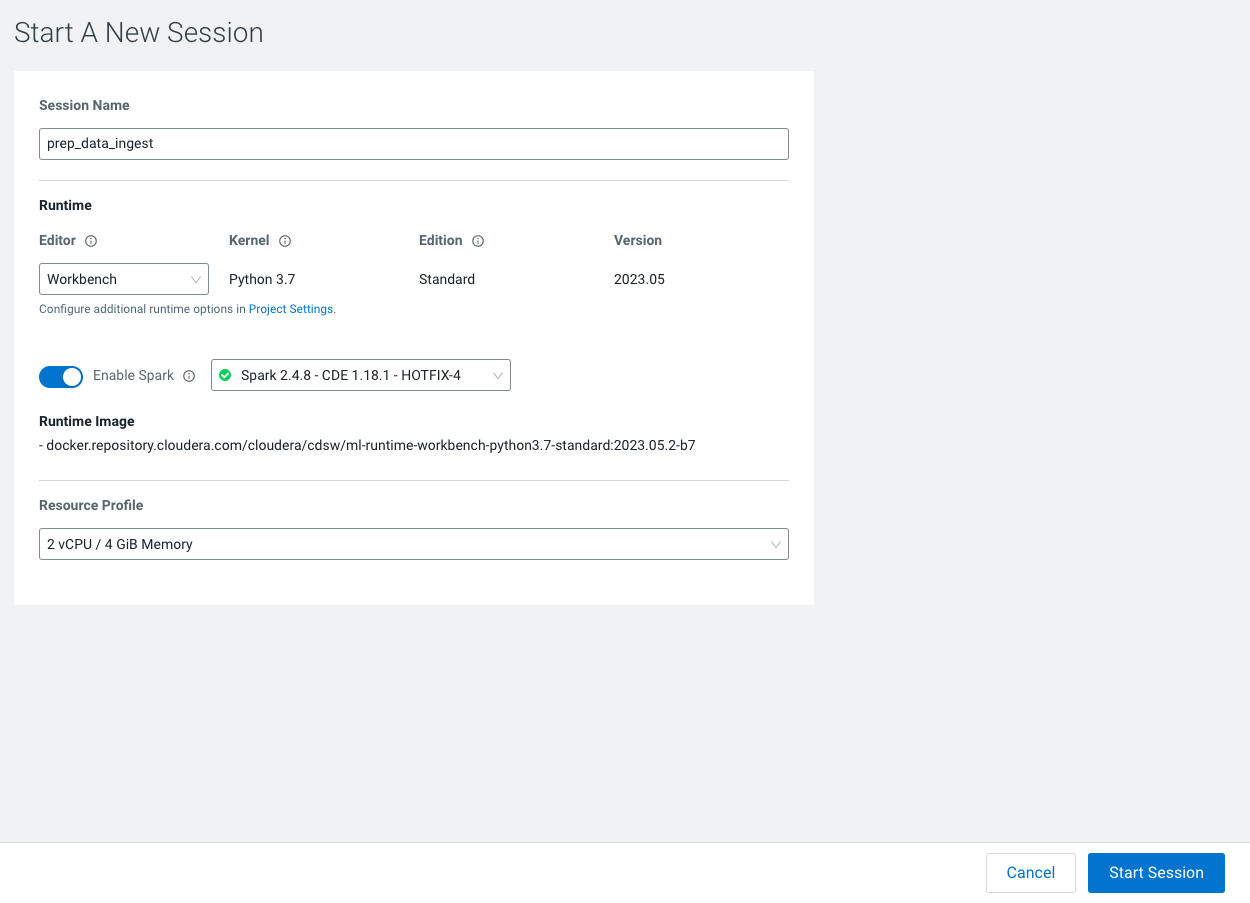 Start A New Session
Session Name
prep_data_ingest
Runtime
Editor Kernel Edition Version
Workbench Python 3.7 Standard 2023.05
Configure additional runtime options in Project Settings.
Enable Spark Spark 2.4.8 - CDE 1.18.1 - HOTFIX-4
Runtime Image
- docker.repository.cloudera.com/cloudera/cdsw/ml-runtime-workbench-python3.7-standard:2023.05.2-b7
Resource Profile
2 vCPU / 4 GiB Memory
Cancel Start Session